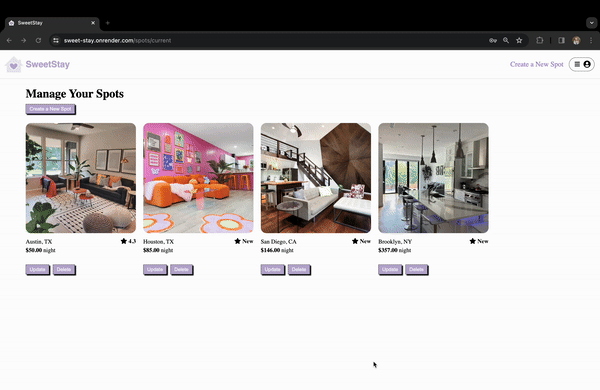 SweetStay
sweet-stay.onrender.com/spots/current
SweetStay
Create a New Spot
Manage Your Spots
Create a New Spot
Austin, TX 4.3
$50.00 night
Update Delete
Houston, TX New
$85.00 night
Update Delete
San Diego, CA New
$146.00 night
Update Delete
Brooklyn, NY New
$357.00 night
Update Delete